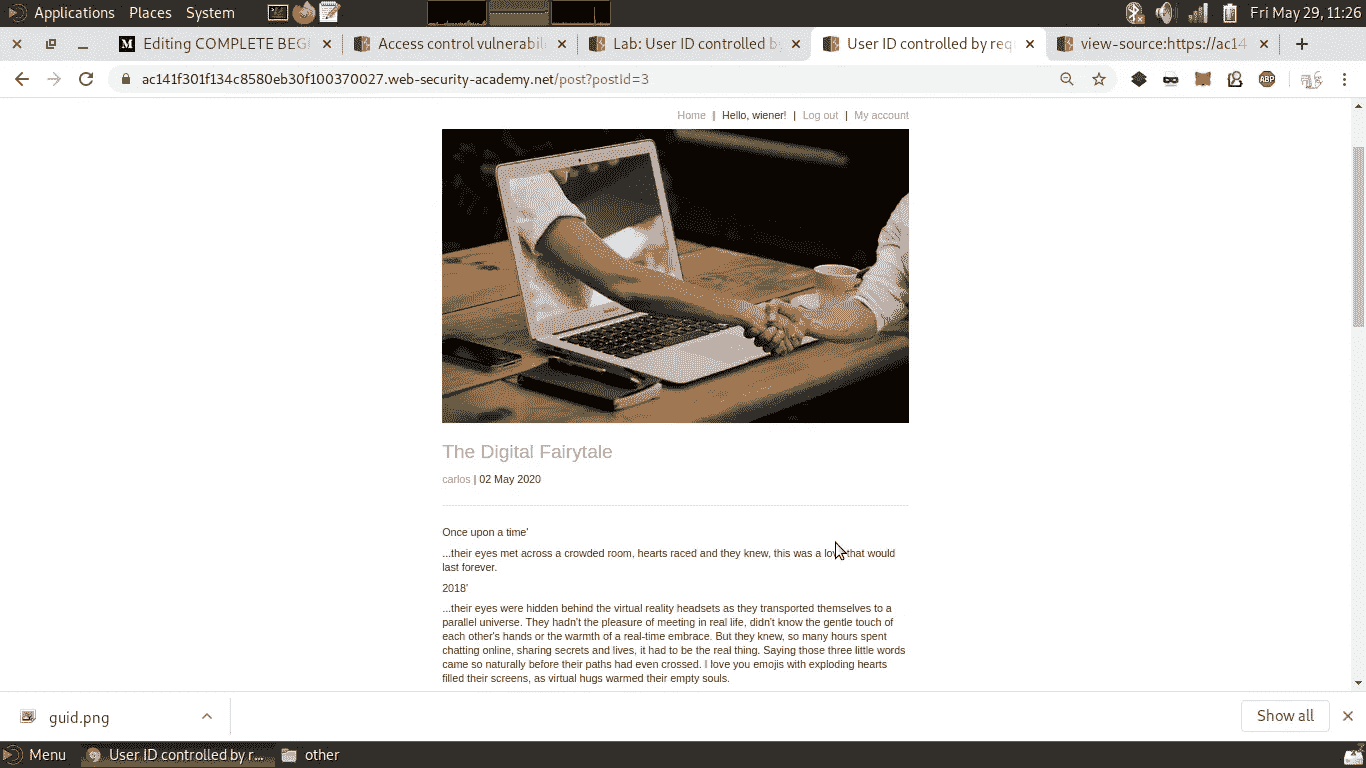 Applications Places System
Fri May 29, 11:26
Editing COMPLETE BEG
Access control vulnerabil
Lab: User ID controlled by
User ID controlled by req
view-source:https://ac14
ac141f301f134c8580eb30f100370027.web-security-academy.net/post?postId=3
ABP
Home | Hello, wiener! | Log out | My account
The Digital Fairytale
carlos | 02 May 2020
Once upon a time'
...their eyes met across a crowded room, hearts raced and they knew, this was a lo that would
last forever.
2018'
...their eyes were hidden behind the virtual reality headsets as they transported themselves to a
parallel universe. They hadn't the pleasure of meeting in real life, didn't know the gentle touch of
each other's hands or the warmth of a real-time embrace. But they knew, so many hours spent
chatting online, sharing secrets and lives, it had to be the real thing. Saying those three little words
came so naturally before their paths had even crossed. I love you emojis with exploding hearts
filled their screens, as virtual hugs warmed their empty souls.
guid.png
Show all
Menu
User ID controlled by r...
other